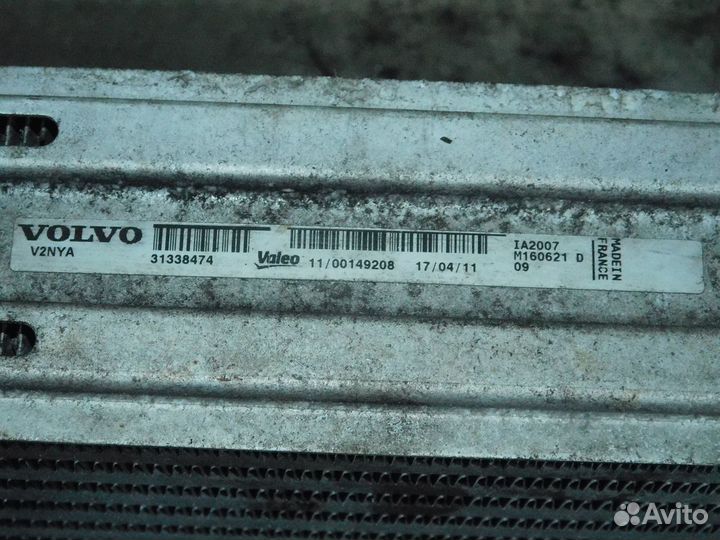 VOLVO
V2NYA
31338474
Valeo
11/00149208
17/04/11
IA2007
M160621 D
09
MADE IN
FRANCE
Avito